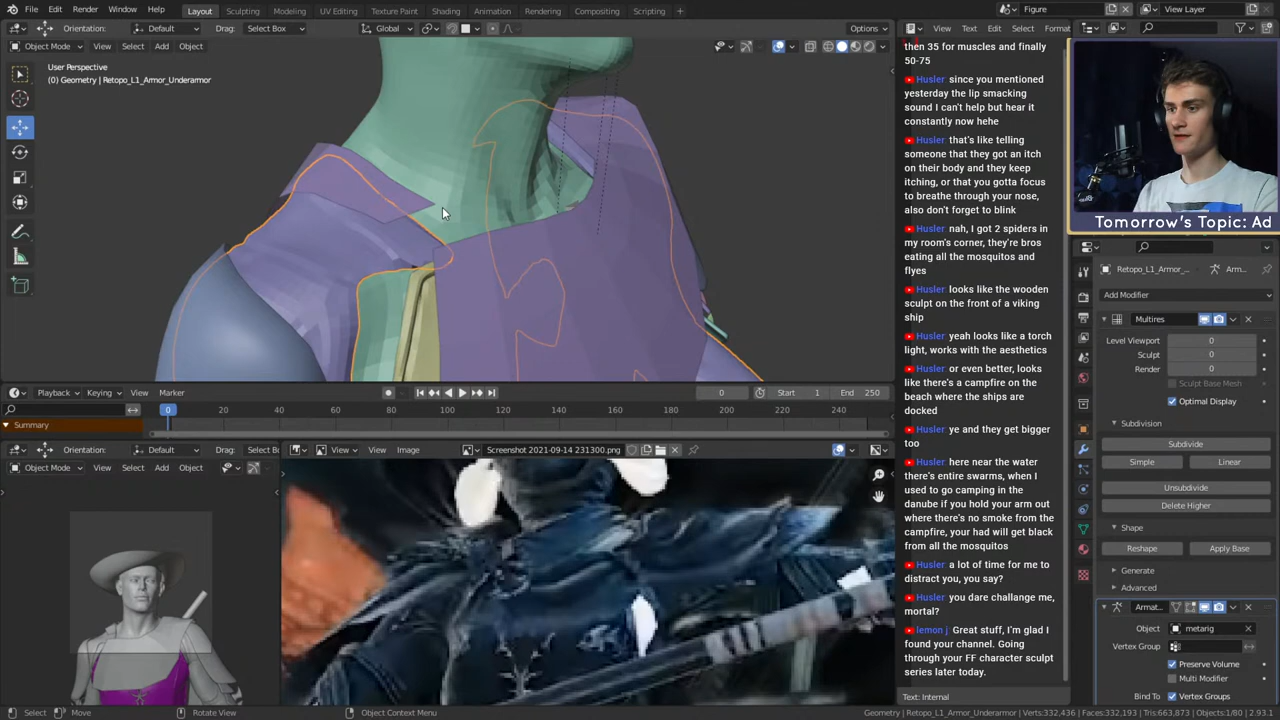 File Edit Render Window Help
Layout Sculpting Modeling UV Editing Texture Paint Shading Animation Rendering Compositing Scripting +
Figure
View Layer
Orientation: Default Drag: Select Box Global Options
View Text Edit Select Format
Object Mode View Select Add Object
User Perspective
(0) Geometry | Retopo_L1_Armor_Underarmor
then 35 for muscles and finally
50-75
Husler since you mentioned
yesterday the lip smacking
sound I can't help but hear it
constantly now hehe
Husler that's like telling
someone that they got an itch
on their body and they keep
itching, or that you gotta focus
to breathe through your nose,
also don't forget to blink
Husler nah, I got 2 spiders in
my room's corner, they're bros
eating all the mosquitos and
flyes
Husler looks like the wooden
sculpt on the front of a viking
ship
Husler yeah looks like a torch
light, works with the aesthetics
Husler or even better, looks
like there's a campfire on the
beach where the ships are
docked
Husler ye and they get bigger
too
Husler here near the water
there's entire swarms, when I
used to go camping in the
danube if you hold your arm out
where there's no smoke from the
campfire, your had will get black
from all the mosquitos
Husler a lot of time for me to
distract you, you say?
Husler you dare challange me,
mortal?
lemon j Great stuff, I'm glad I
found your channel. Going
through your FF character sculpt
series later today.
Text: Internal
Tomorrow's Topic: Ad
Retopo_L1_Armor_... Arm...
Add Modifier
Multires
Level Viewport 0
Sculpt 0
Render 0
Sculpt Base Mesh
Optimal Display
Subdivision
Subdivide
Simple Linear
Unsubdivide
Delete Higher
Shape
Reshape Apply Base
Generate
Advanced
Armat...
Object metarig
Vertex Group
Preserve Volume
Multi Modifier
Bind To Vertex Groups
Playback Keying View Marker 0 Start 1 End 250
0 20 40 60 80 100 120 140 160 180 200 220 240
Summary
Orientation: Default Drag: Select Bo
Object Mode View Select Add Object
View View Image Screenshot 2021-09-14 231300.png
Select Move Rotate View Object Context Menu
Geometry | Retopo_L1_Armor_Underarmor | Verts:332,436 | Faces:332,193 | Tris:663,873 | Objects:1/80 | 2.93.1